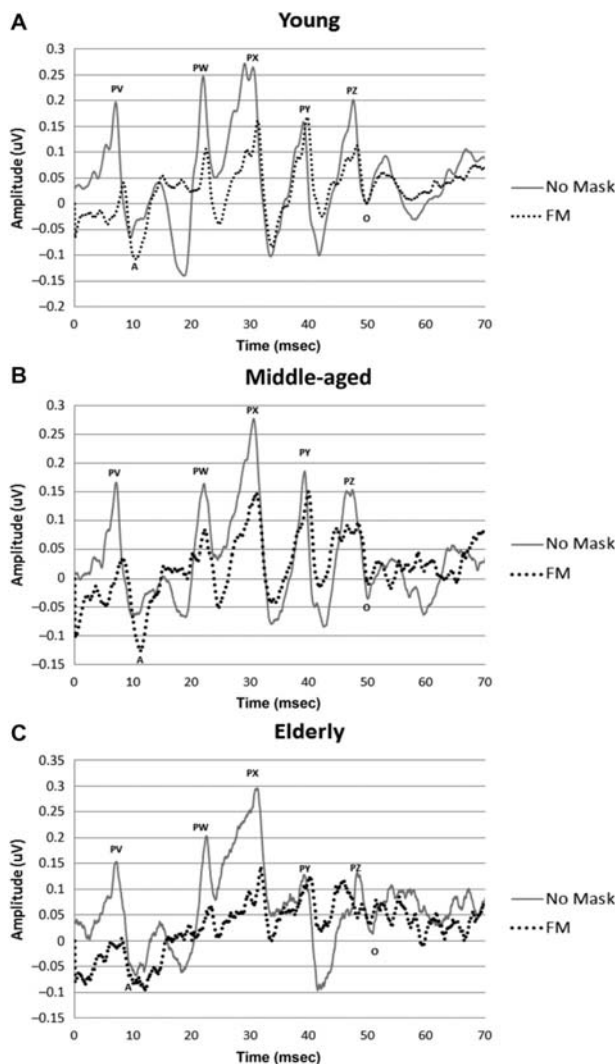 A
Young
Amplitude (uV)
0.3
0.25
0.2
0.15
0.1
0.05
0
–0.05
–0.1
–0.15
–0.2
PV
PW
PX
PY
PZ
A
O
No Mask
FM
0 10 20 30 40 50 60 70
Time (msec)
B
Middle-aged
Amplitude (uV)
0.3
0.25
0.2
0.15
0.1
0.05
0
–0.05
–0.1
–0.15
PV
PW
PX
PY
PZ
A
O
No Mask
FM
0 10 20 30 40 50 60 70
Time (msec)
C
Elderly
Amplitude (uV)
0.35
0.3
0.25
0.2
0.15
0.1
0.05
0
–0.05
–0.1
–0.15
PV
PW
PX
PY
PZ
A
O
No Mask
FM
0 10 20 30 40 50 60 70
Time (msec)